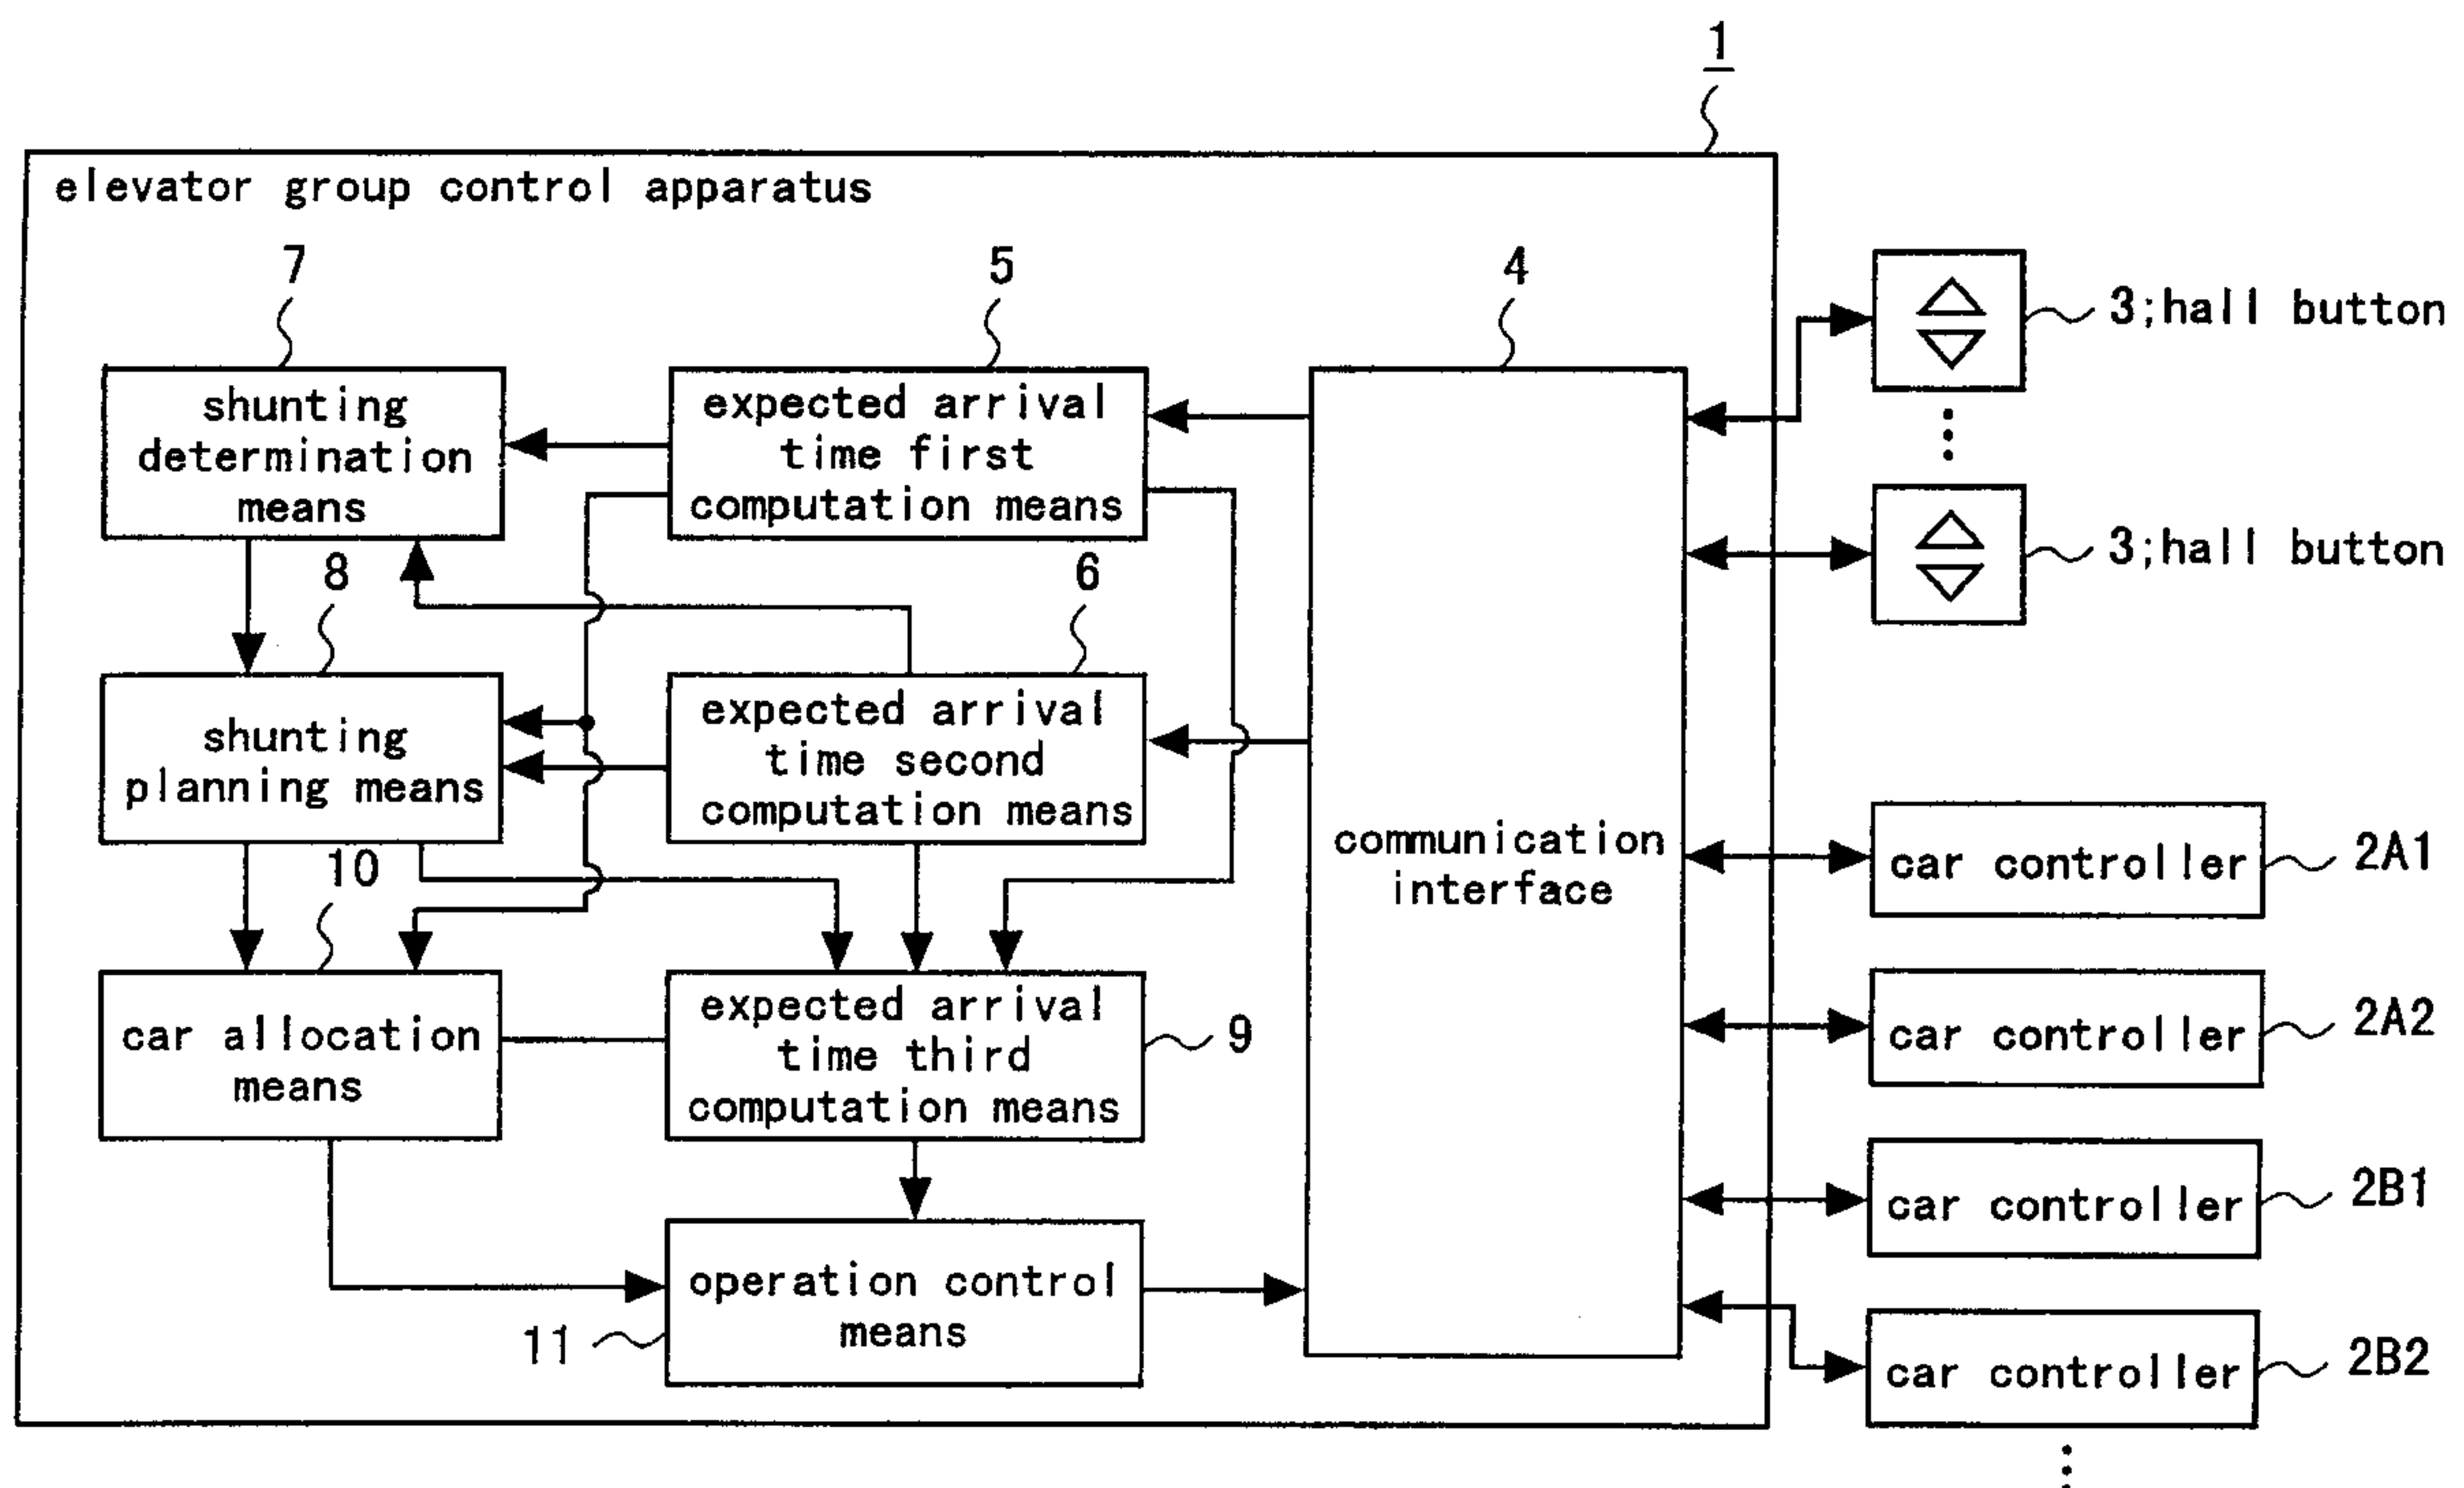 1
elevator group control apparatus
7
5
4
3;hall button
shunting
determination
means
expected arrival
time first
computation means
3;hall button
8
6
shunting
planning means
expected arrival
time second
computation means
communication
interface
car controller
2A1
10
car allocation
means
expected arrival
time third
computation means
9
car controller
2A2
car controller
2B1
operation control
means
11
car controller
2B2